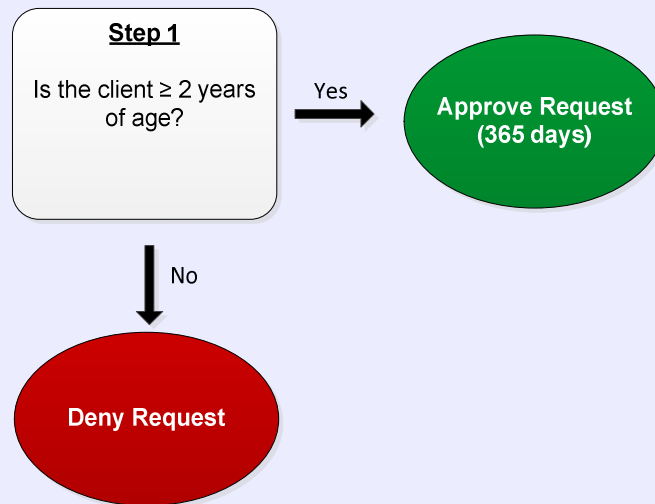 Step 1
Is the client ≥ 2 years
of age?
Yes
Approve Request
(365 days)
No
Deny Request